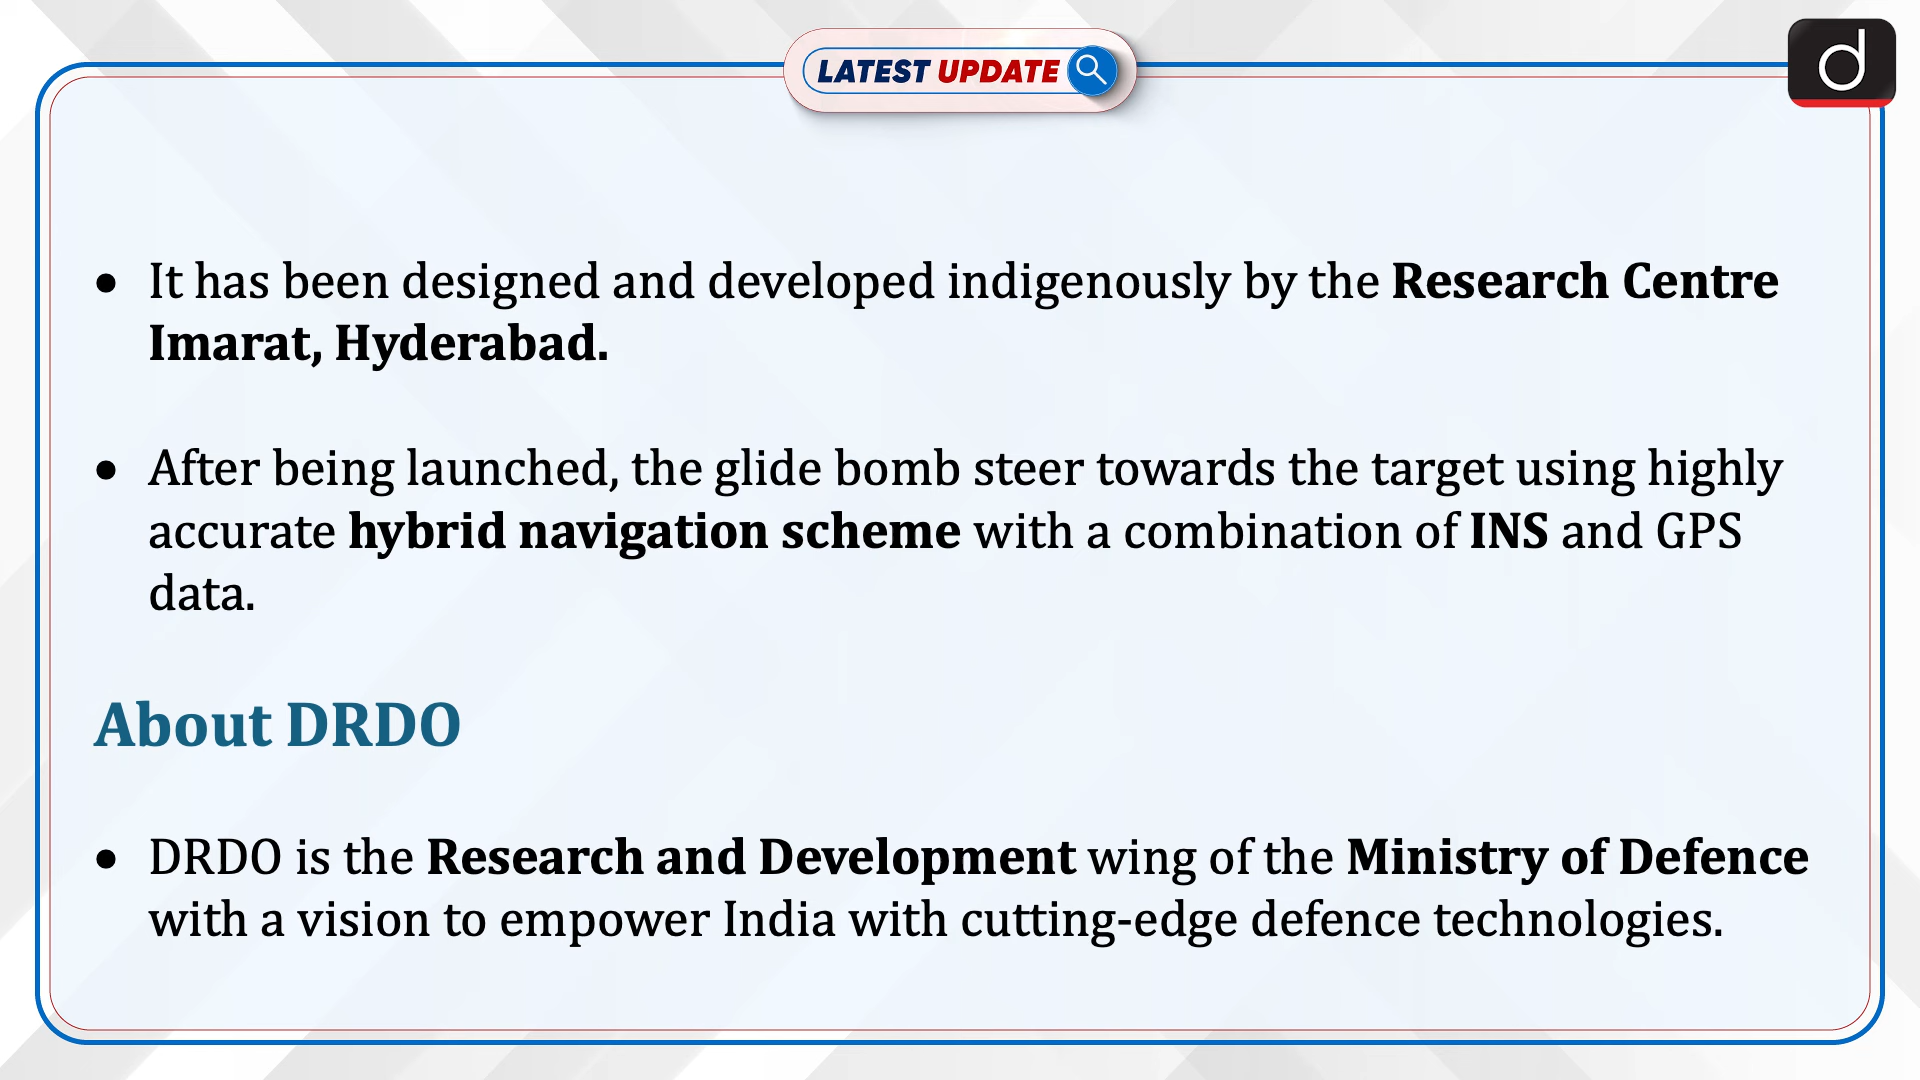 LATEST UPDATE
d
• It has been designed and developed indigenously by the Research Centre
Imarat, Hyderabad.
• After being launched, the glide bomb steer towards the target using highly
accurate hybrid navigation scheme with a combination of INS and GPS
data.
About DRDO
• DRDO is the Research and Development wing of the Ministry of Defence
with a vision to empower India with cutting-edge defence technologies.